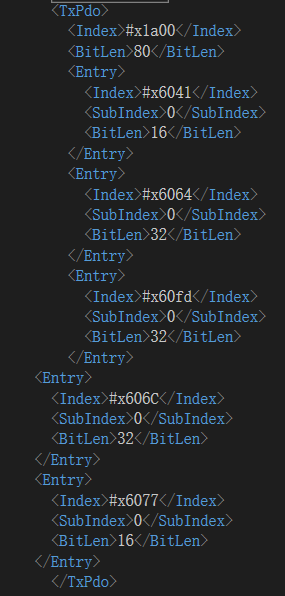 <TxPdo>
<Index>#x1a00</Index>
<BitLen>80</BitLen>
<Entry>
<Index>#x6041</Index>
<SubIndex>0</SubIndex>
<BitLen>16</BitLen>
</Entry>
<Entry>
<Index>#x6064</Index>
<SubIndex>0</SubIndex>
<BitLen>32</BitLen>
</Entry>
<Entry>
<Index>#x60fd</Index>
<SubIndex>0</SubIndex>
<BitLen>32</BitLen>
</Entry>
<Entry>
<Index>#x606C</Index>
<SubIndex>0</SubIndex>
<BitLen>32</BitLen>
</Entry>
<Entry>
<Index>#x6077</Index>
<SubIndex>0</SubIndex>
<BitLen>16</BitLen>
</Entry>
</TxPdo>